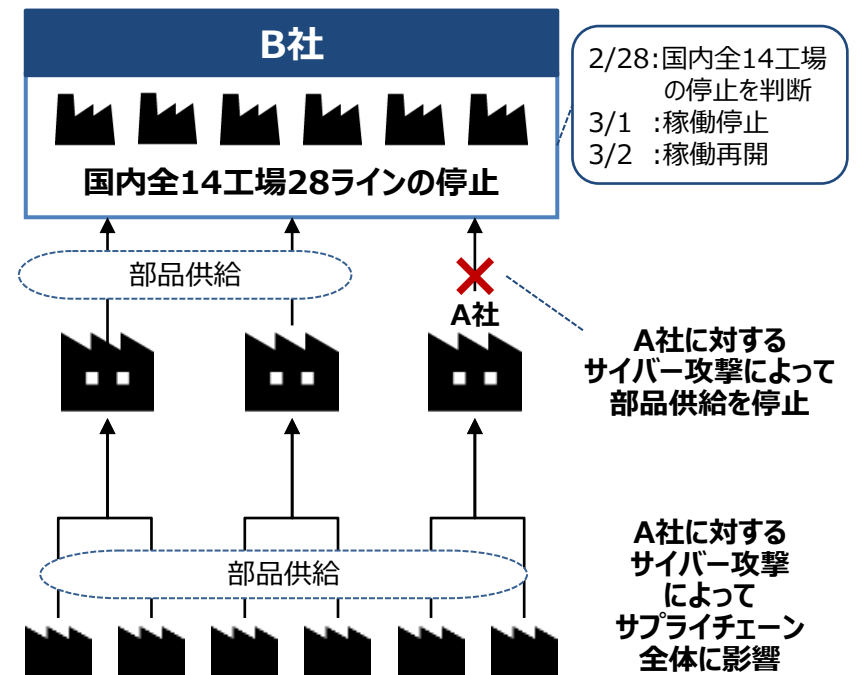 B社
国内全14工場28ラインの停止
2/28:国内全14工場
の停止を判断
3/1 :稼働停止
3/2 :稼働再開
部品供給
A社
A社に対する
サイバー攻撃によって
部品供給を停止
部品供給
A社に対する
サイバー攻撃
によって
サプライチェーン
全体に影響